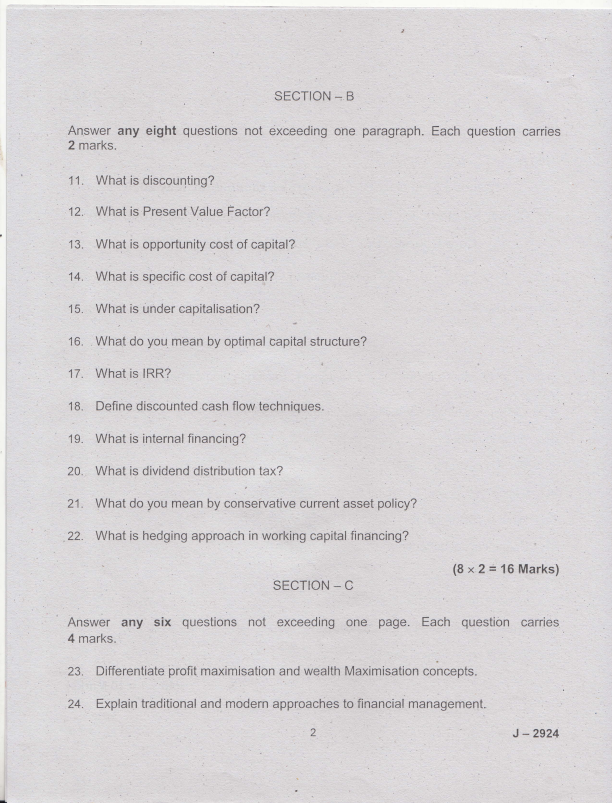 SECTION – B
Answer any eight questions not exceeding one paragraph. Each question carries
2 marks.
11. What is discounting?
12. What is Present Value Factor?
13. What is opportunity cost of capital?
14. What is specific cost of capital?
15. What is under capitalisation?
16. What do you mean by optimal capital structure?
17. What is IRR?
18. Define discounted cash flow techniques.
19. What is internal financing?
20. What is dividend distribution tax?
21. What do you mean by conservative current asset policy?
22. What is hedging approach in working capital financing?
(8 × 2 = 16 Marks)
SECTION – C
Answer any six questions not exceeding one page. Each question carries
4 marks.
23. Differentiate profit maximisation and wealth Maximisation concepts.
24. Explain traditional and modern approaches to financial management.
2 J – 2924